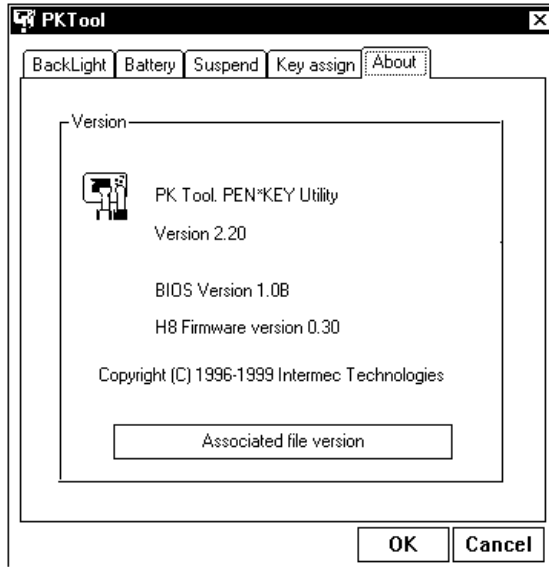 PKTool
BackLight Battery Suspend Key assign About
Version
PK Tool. PEN*KEY Utility
Version 2.20
BIOS Version 1.0B
H8 Firmware version 0.30
Copyright (C) 1996-1999 Intermec Technologies
Associated file version
OK Cancel